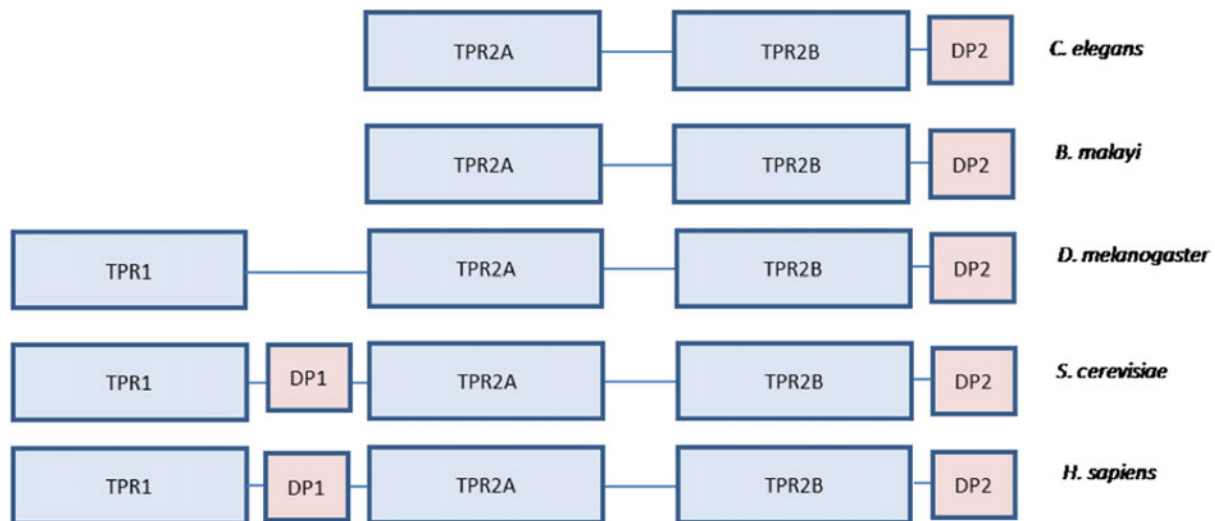 TPR2A TPR2B DP2 C. elegans
TPR2A TPR2B DP2 B. malayi
TPR1 TPR2A TPR2B DP2 D. melanogaster
TPR1 DP1 TPR2A TPR2B DP2 S. cerevisiae
TPR1 DP1 TPR2A TPR2B DP2 H. sapiens